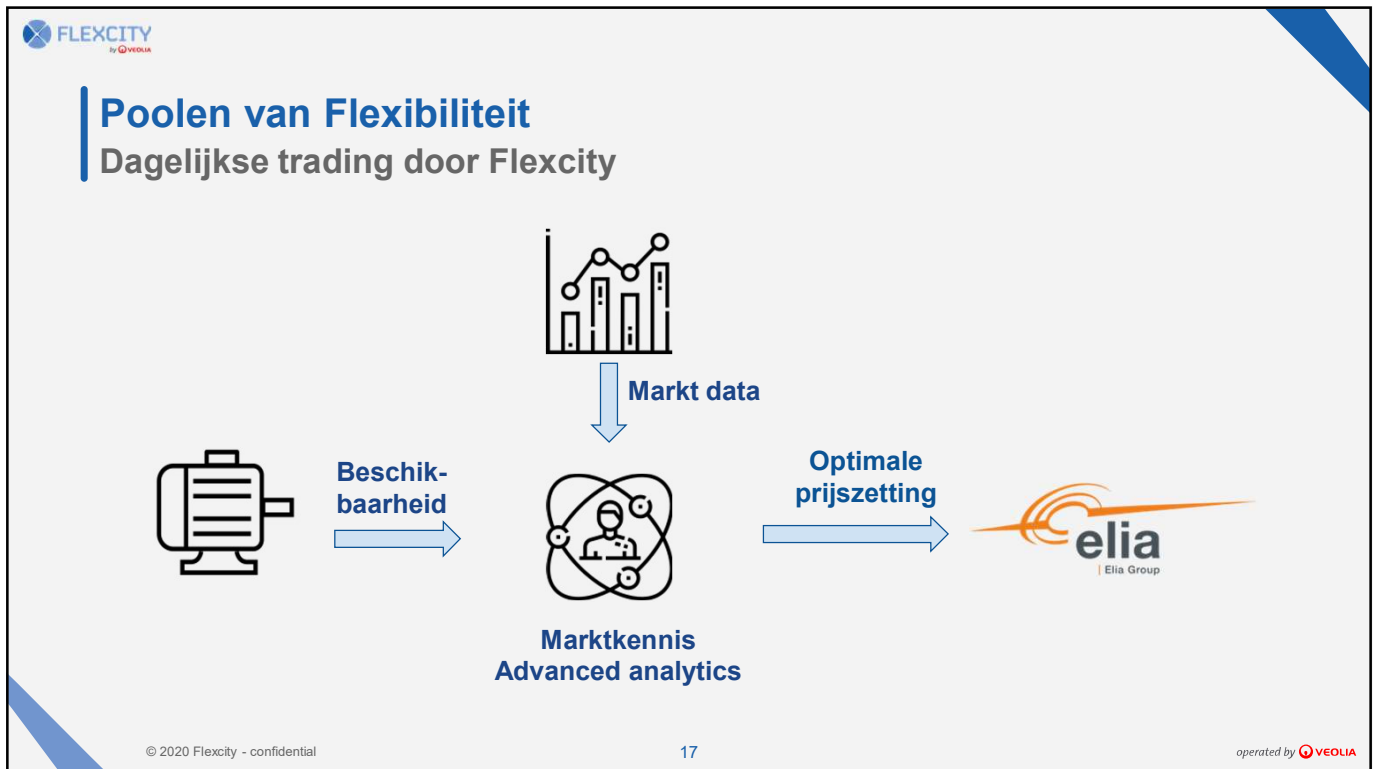 FLEXCITY
by VEOLIA
Poolen van Flexibiliteit
Dagelijkse trading door Flexcity
Markt data
Beschik-
baarheid
Optimale
prijszetting
elia
| Elia Group
Marktkennis
Advanced analytics
© 2020 Flexcity - confidential
17
operated by VEOLIA